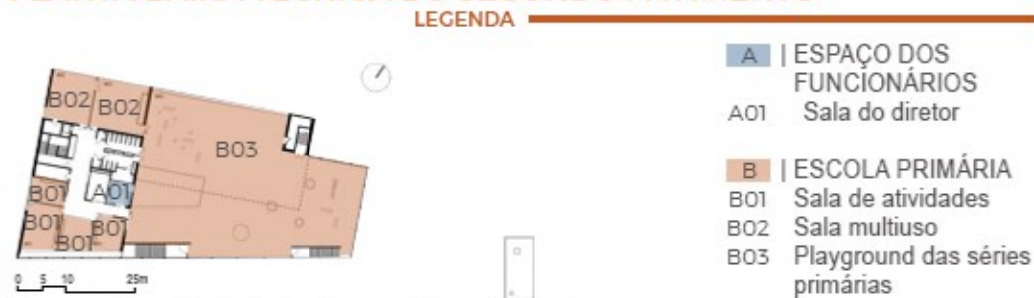 LEGENDA
B02 B02
B03
B01 A01
B01 B01
B01
0 5 10 25m
A | ESPAÇO DOS
FUNCIONÁRIOS
A01 Sala do diretor
B | ESCOLA PRIMÁRIA
B01 Sala de atividades
B02 Sala multiuso
B03 Playground das séries
primárias